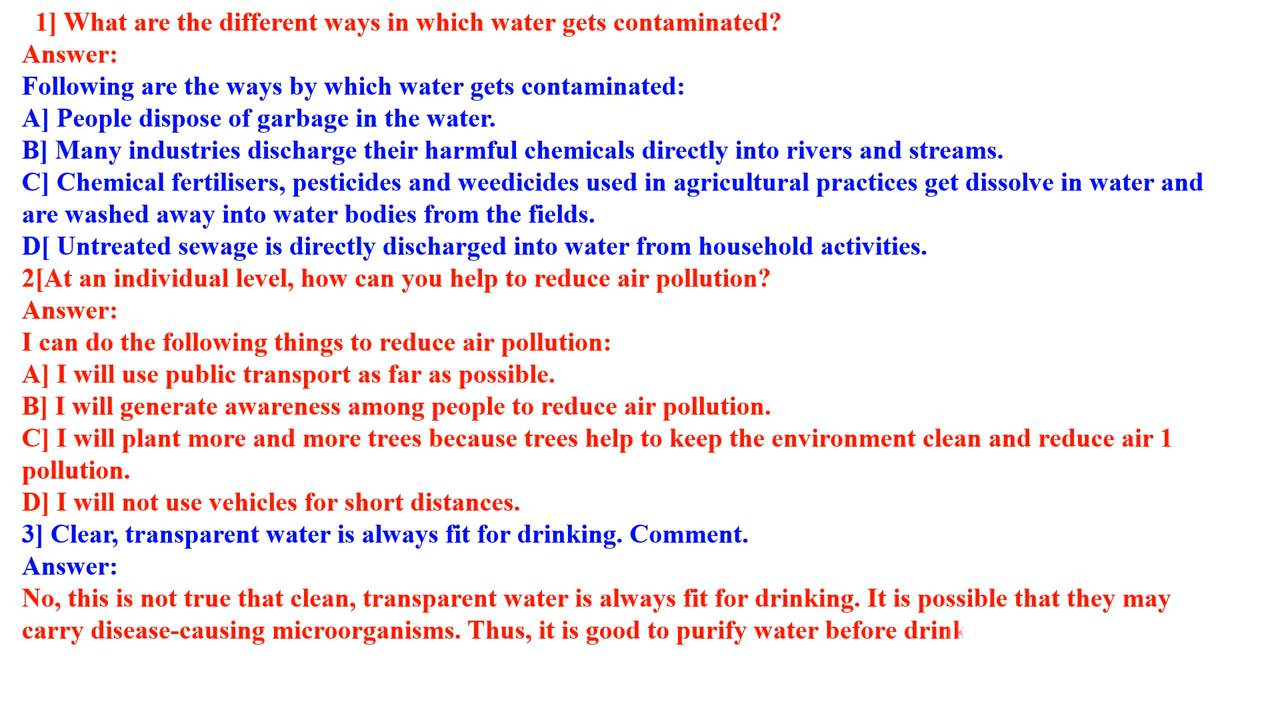 1] What are the different ways in which water gets contaminated?
Answer:
Following are the ways by which water gets contaminated:
A] People dispose of garbage in the water.
B] Many industries discharge their harmful chemicals directly into rivers and streams.
C] Chemical fertilisers, pesticides and weedicides used in agricultural practices get dissolve in water and
are washed away into water bodies from the fields.
D[ Untreated sewage is directly discharged into water from household activities.
2[At an individual level, how can you help to reduce air pollution?
Answer:
I can do the following things to reduce air pollution:
A] I will use public transport as far as possible.
B] I will generate awareness among people to reduce air pollution.
C] I will plant more and more trees because trees help to keep the environment clean and reduce air 1
pollution.
D] I will not use vehicles for short distances.
3] Clear, transparent water is always fit for drinking. Comment.
Answer:
No, this is not true that clean, transparent water is always fit for drinking. It is possible that they may
carry disease-causing microorganisms. Thus, it is good to purify water before drink